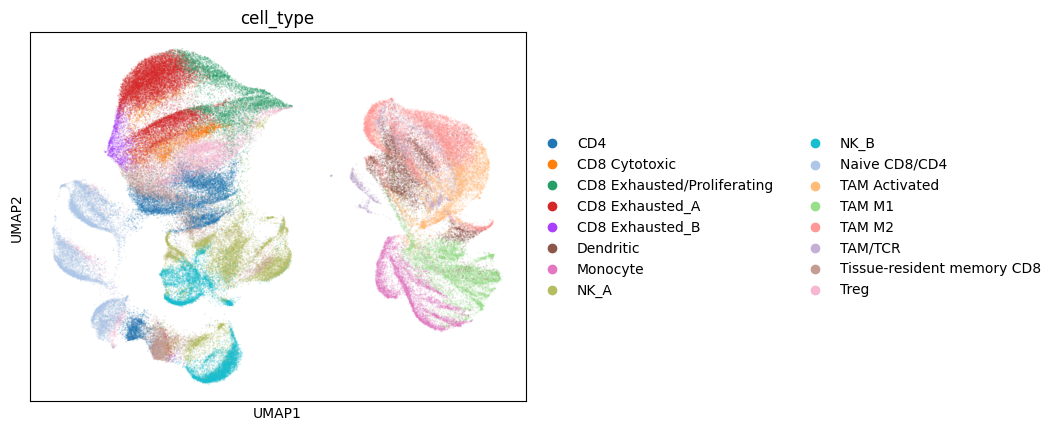 cell_type
UMAP2
UMAP1
CD4
CD8 Cytotoxic
CD8 Exhausted/Proliferating
CD8 Exhausted_A
CD8 Exhausted_B
Dendritic
Monocyte
NK_A
NK_B
Naive CD8/CD4
TAM Activated
TAM M1
TAM M2
TAM/TCR
Tissue-resident memory CD8
Treg